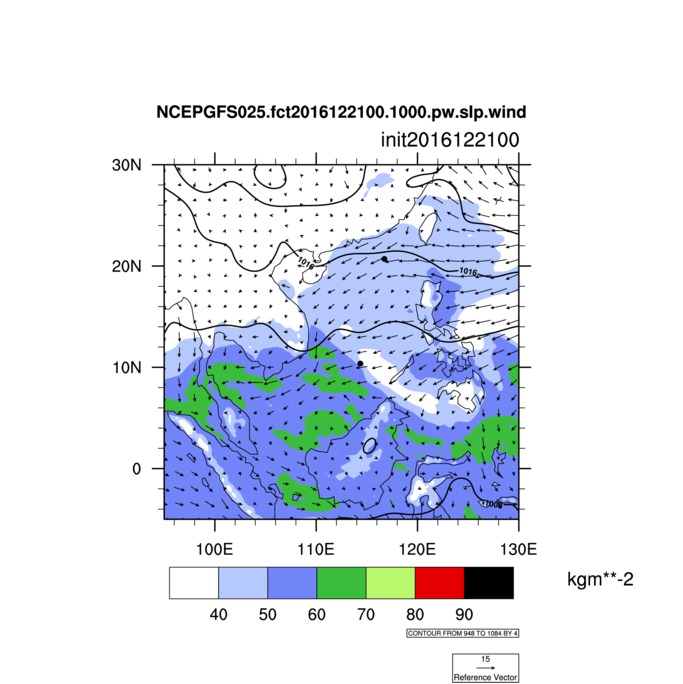 NCEPGFS025.fct2016122100.1000.pw.slp.wind
init2016122100
30N
20N
10N
0
1016
1016
100E 110E 120E 130E
kgm**-2
40 50 60 70 80 90
CONTOUR FROM 948 TO 1084 BY 4
15
Reference Vector